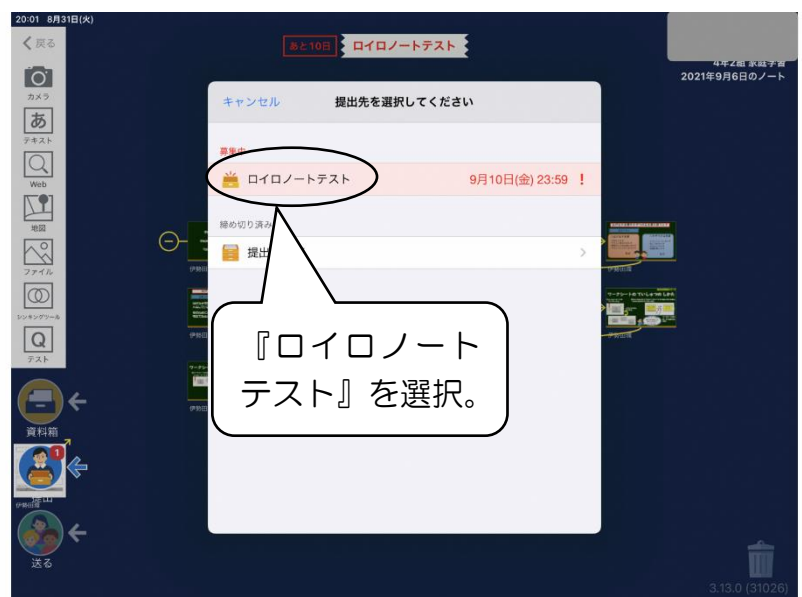 20:01 8月31日(火)
戻る
あと10日
ロイロノートテスト
4年2組 家庭学習
2021年9月6日のノート
カメラ
あ
テキスト
Web
地図
ファイル
シンキングツール
Q
テスト
資料箱
1
提出
送る
キャンセル
提出先を選択してください
募集中
ロイロノートテスト
9月10日(金) 23:59 !
締め切り済み
提出
『ロイロノート
テスト』を選択。
3.13.0 (31026)